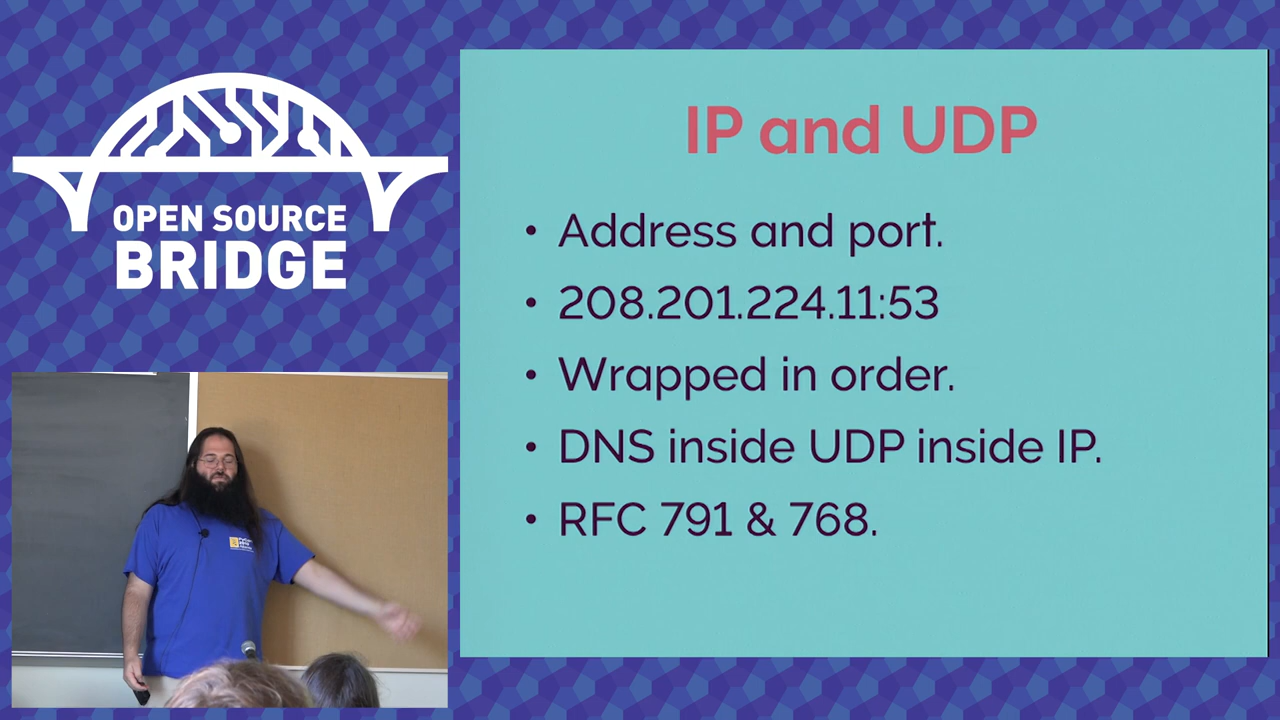 OPEN SOURCE
BRIDGE
IP and UDP
• Address and port.
• 208.201.224.11:53
• Wrapped in order.
• DNS inside UDP inside IP.
• RFC 791 & 768.